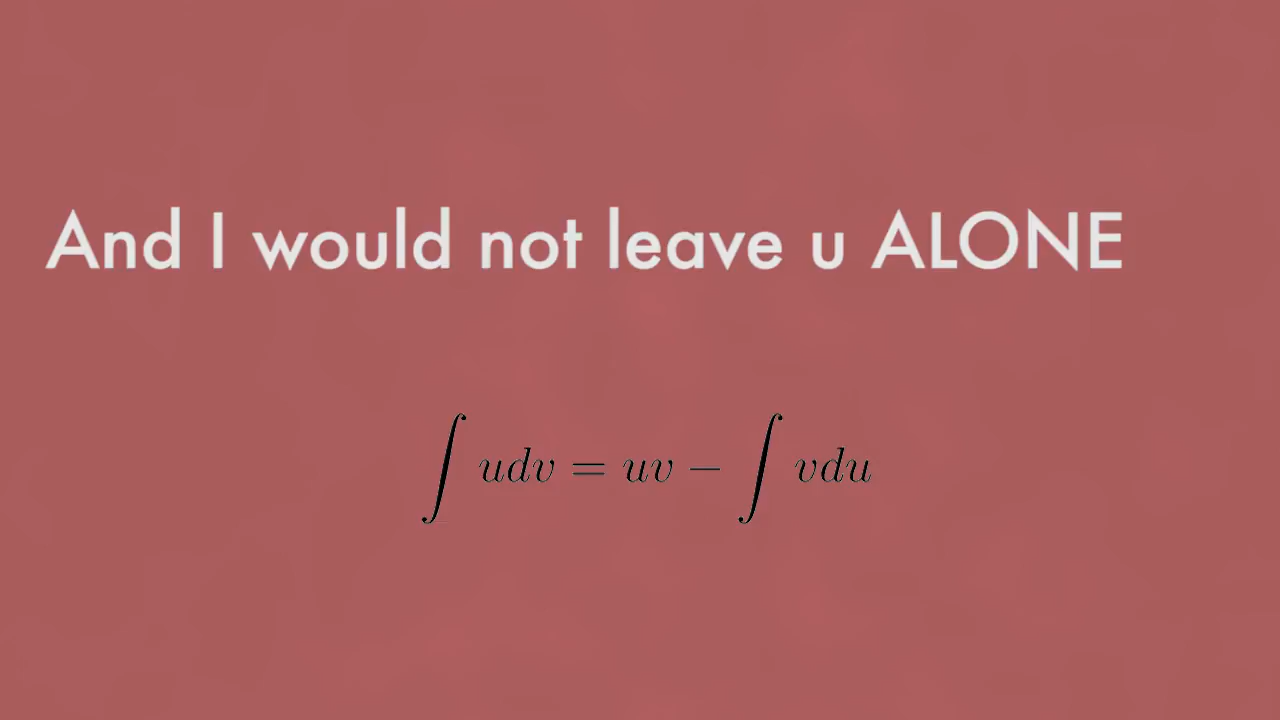 And I would not leave u ALONE
∫ udv = uv − ∫ vdu